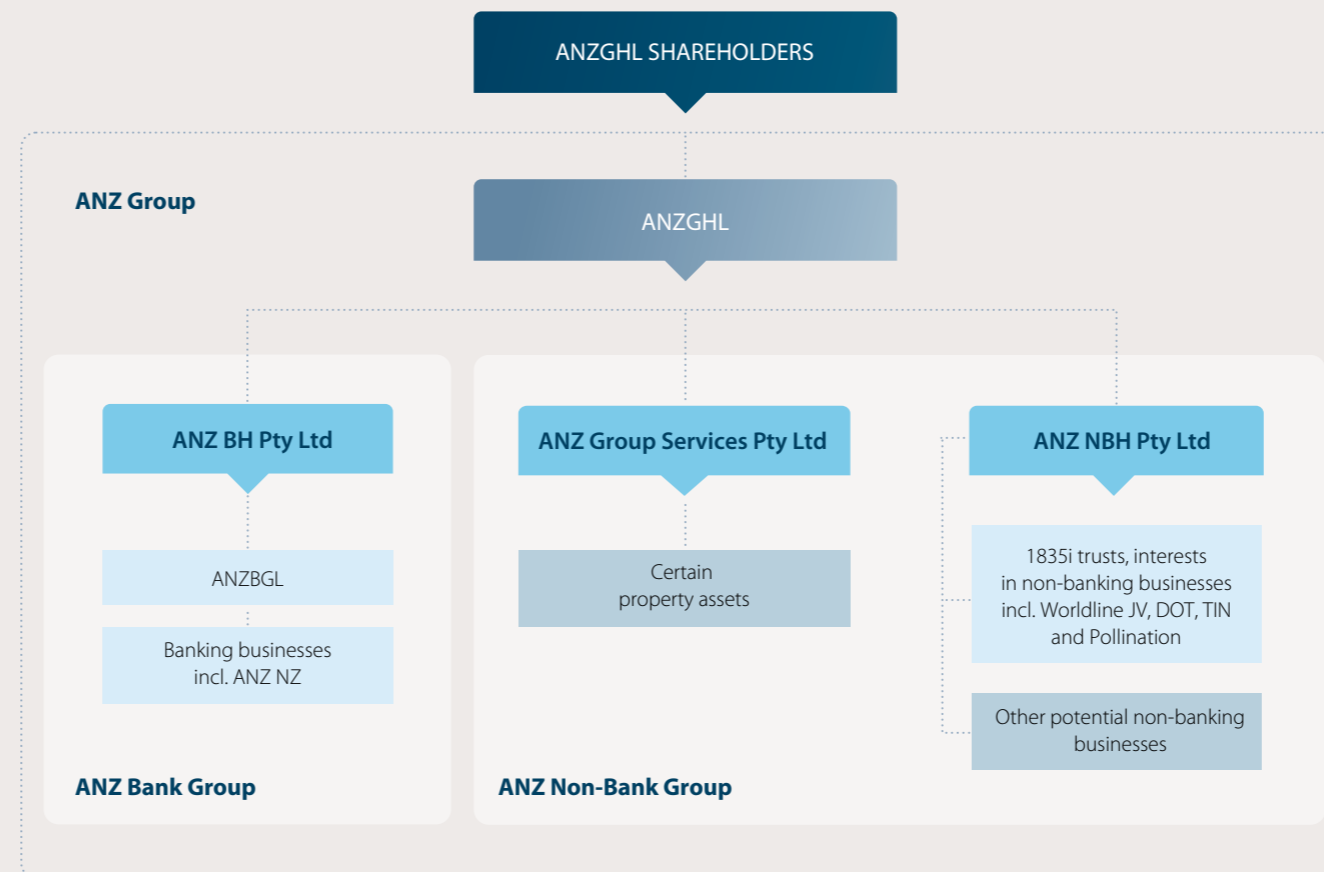 ANZGHL SHAREHOLDERS
ANZ Group
ANZGHL
ANZ BH Pty Ltd
ANZBGL
Banking businesses
incl. ANZ NZ
ANZ Bank Group
ANZ Group Services Pty Ltd
Certain
property assets
ANZ NBH Pty Ltd
1835i trusts, interests
in non-banking businesses
incl. Worldline JV, DOT, TIN
and Pollination
Other potential non-banking
businesses
ANZ Non-Bank Group